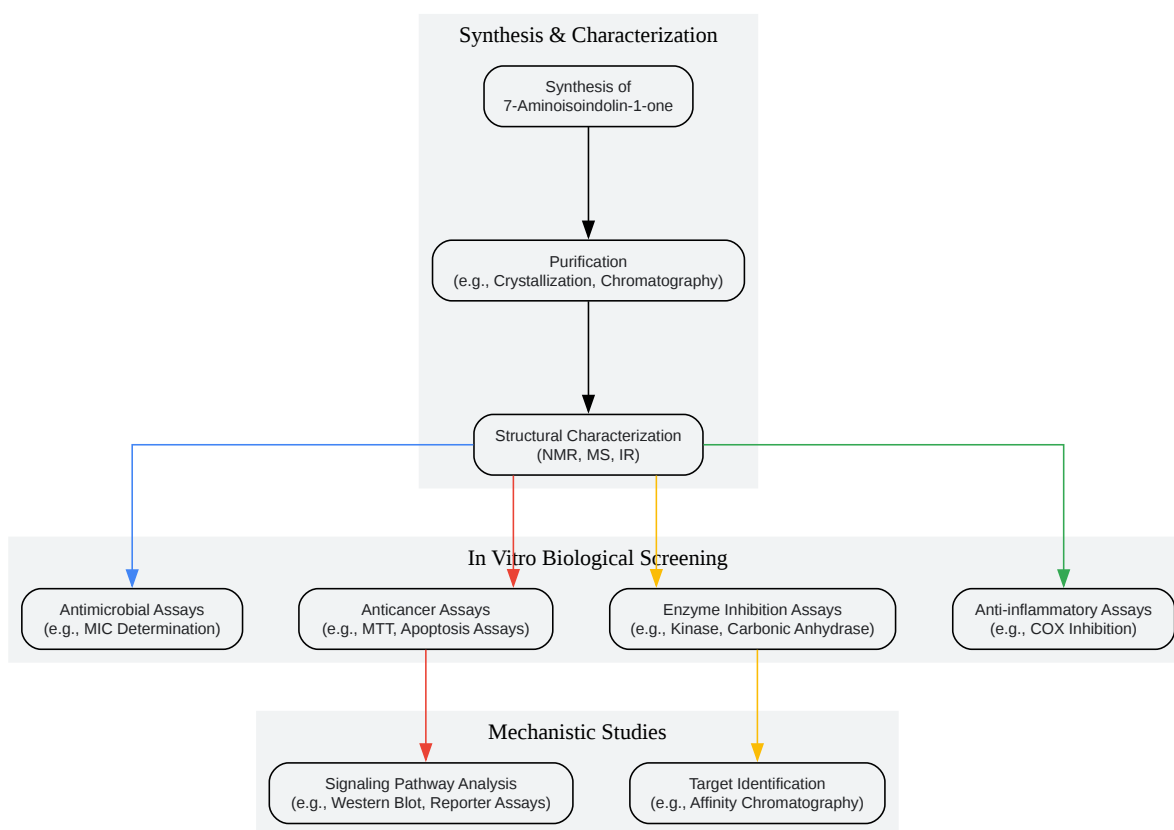 Synthesis & Characterization
Synthesis of
7-Aminoisoindolin-1-one
Purification
(e.g., Crystallization, Chromatography)
Structural Characterization
(NMR, MS, IR)
In Vitro Biological Screening
Antimicrobial Assays
(e.g., MIC Determination)
Anticancer Assays
(e.g., MTT, Apoptosis Assays)
Enzyme Inhibition Assays
(e.g., Kinase, Carbonic Anhydrase)
Anti-inflammatory Assays
(e.g., COX Inhibition)
Mechanistic Studies
Signaling Pathway Analysis
(e.g., Western Blot, Reporter Assays)
Target Identification
(e.g., Affinity Chromatography)